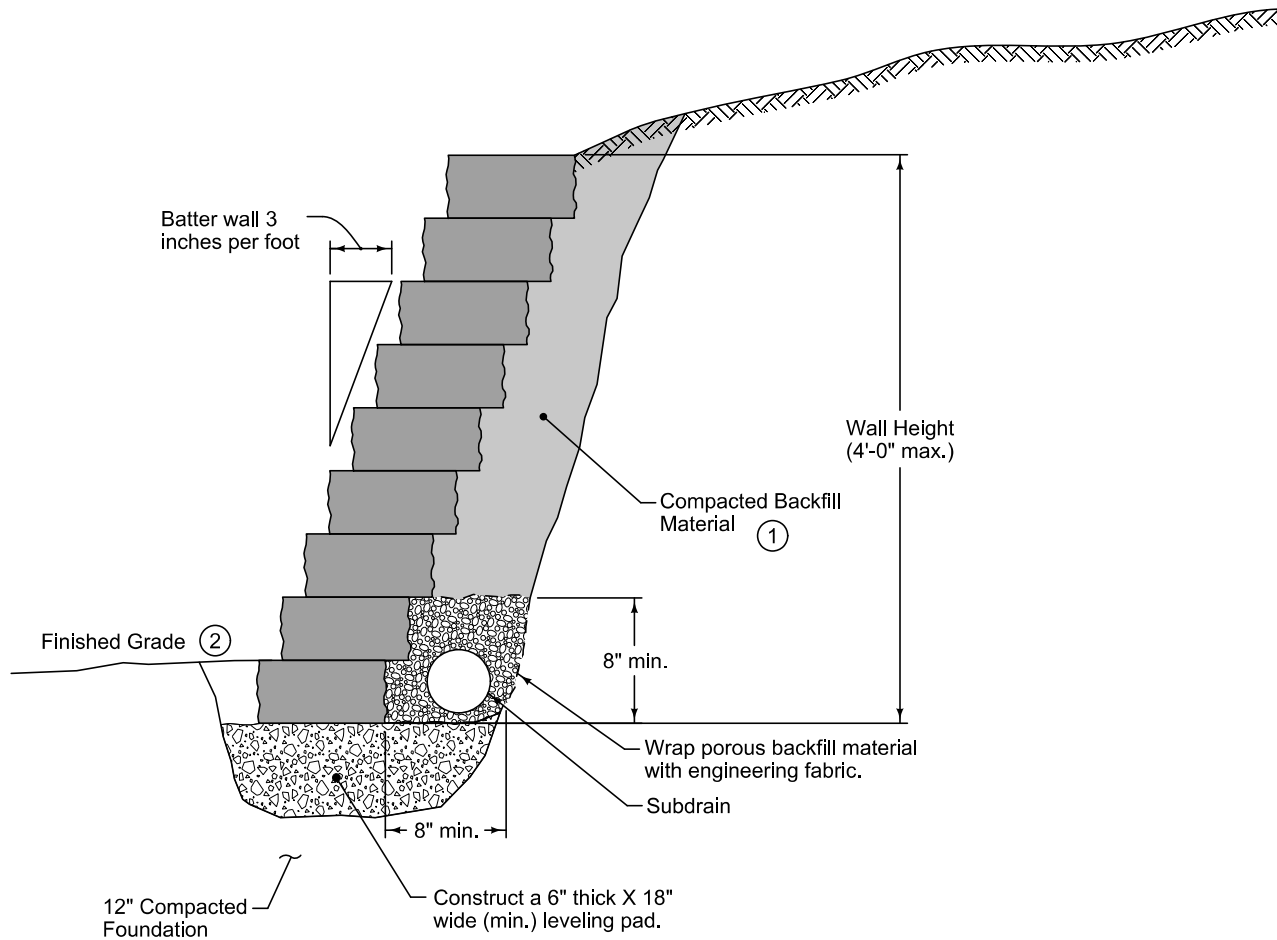 Batter wall 3
inches per foot
Wall Height
(4'-0" max.)
Compacted Backfill
Material 1
Finished Grade 2
8" min.
Wrap porous backfill material
with engineering fabric.
Subdrain
8" min.
12" Compacted
Foundation
Construct a 6" thick X 18"
wide (min.) leveling pad.